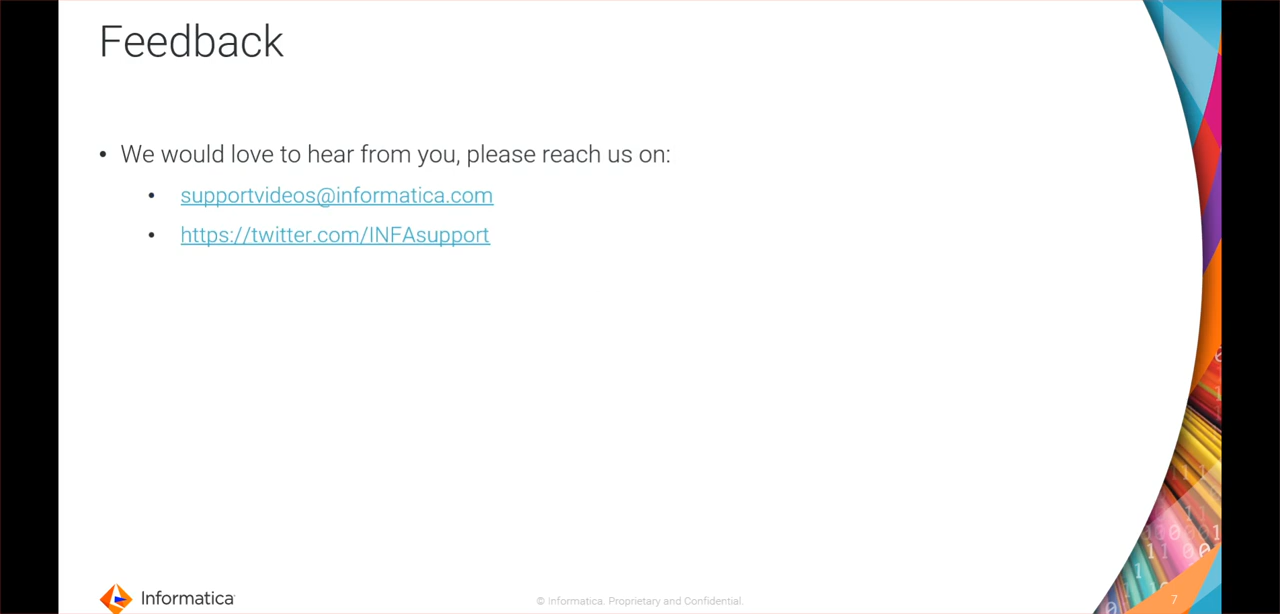 Feedback
• We would love to hear from you, please reach us on:
• supportvideos@informatica.com
• https://twitter.com/INFAsupport
Informatica
© Informatica. Proprietary and Confidential.
7